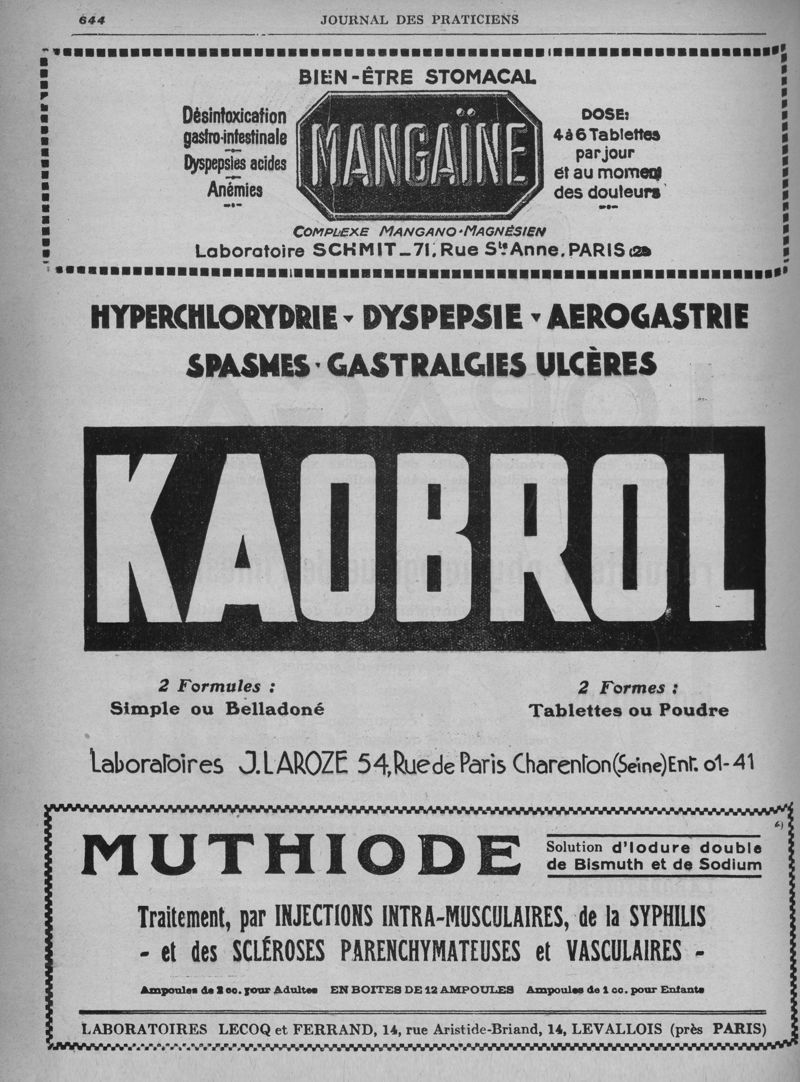 644
JOURNAL DES PRATICIENS
BIEN-ÊTRE STOMACAL
Désintoxication
gastro-intestinale
Dyspepsies acides
Anémies
MANGAÏNE
DOSE:
4 à 6 Tablettes
par jour
et au moment
des douleurs
COMPLEXE MANGANO-MAGNÉSIEN
Laboratoire SCHMIT_71, Rue Ste Anne, PARIS (2e)
HYPERCHLORYDRIE - DYSPEPSIE - AEROGASTRIE
SPASMES · GASTRALGIES ULCÈRES
KAOBROL
2 Formules :
Simple ou Belladoné
2 Formes :
Tablettes ou Poudre
Laboratoires J. LAROZE 54, Rue de Paris Charenton (Seine) Ent. 01-41
MUTHIODE
Solution d'Iodure double
de Bismuth et de Sodium
Traitement, par INJECTIONS INTRA-MUSCULAIRES, de la SYPHILIS
- et des SCLÉROSES PARENCHYMATEUSES et VASCULAIRES -
Ampoules de 2 cc. pour Adultes EN BOITES DE 12 AMPOULES Ampoules de 1 cc. pour Enfants
LABORATOIRES LECOQ et FERRAND, 14, rue Aristide-Briand, 14, LEVALLOIS (près PARIS)